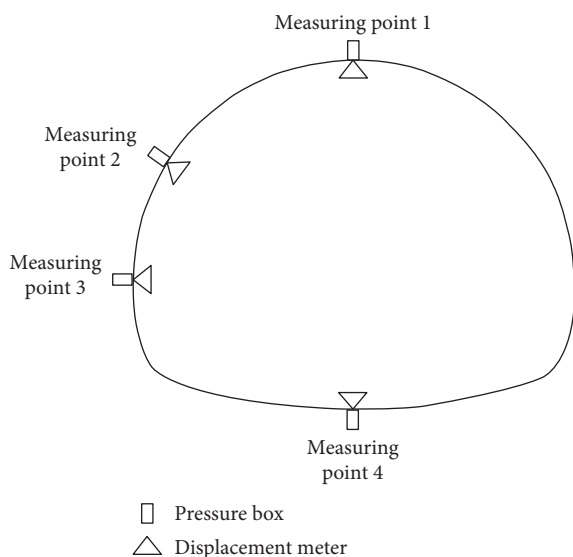 Measuring point 1
Measuring
point 2
Measuring
point 3
Measuring
point 4
Pressure box
Displacement meter